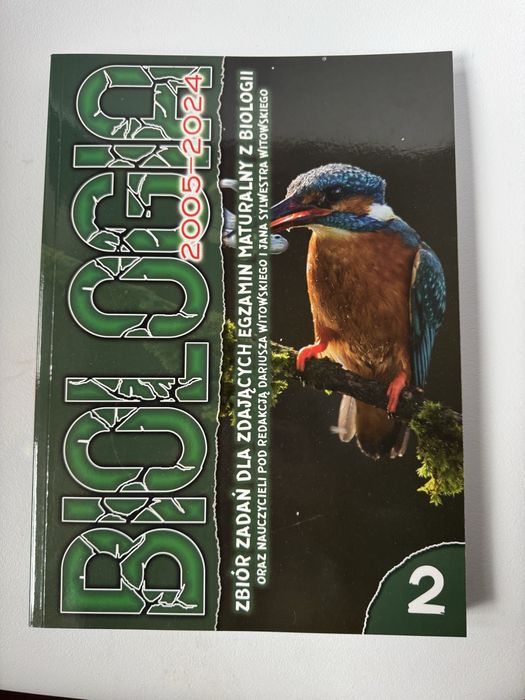 BIOLOGIA
2005–2024
ZBIÓR ZADAŃ DLA ZDAJĄCYCH EGZAMIN MATURALNY Z BIOLOGII
ORAZ NAUCZYCIELI POD REDAKCJĄ DARIUSZA WITOWSKIEGO I JANA SYLWESTRA WITOWSKIEGO
2